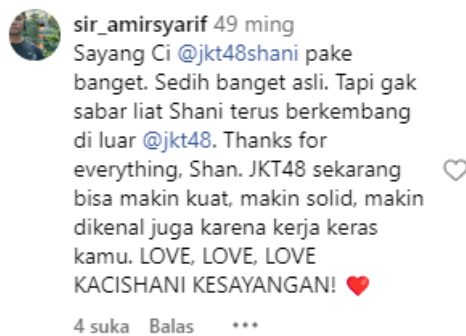 sir_amirsyarif 49 ming
Sayang Ci @jkt48shani pake
banget. Sedih banget asli. Tapi gak
sabar liat Shani terus berkembang
di luar @jkt48. Thanks for
everything, Shan. JKT48 sekarang
bisa makin kuat, makin solid, makin
dikenal juga karena kerja keras
kamu. LOVE, LOVE, LOVE
KACISHANI KESAYANGAN! ❤️
4 suka Balas •••